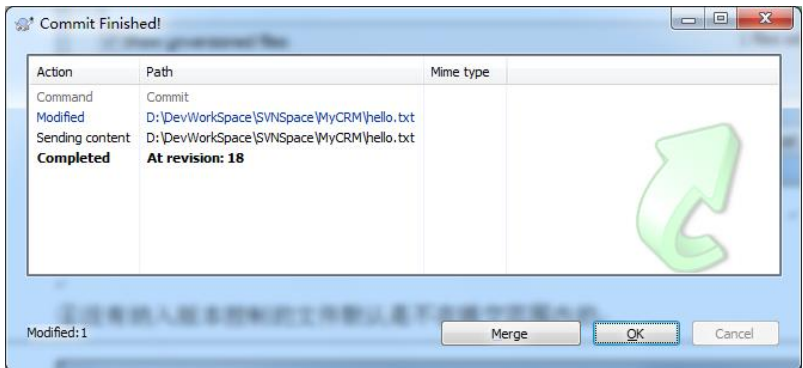 Commit Finished!
Action Path Mime type
Command Commit
Modified D:\DevWorkSpace\SVNSpace\MyCRM\hello.txt
Sending content D:\DevWorkSpace\SVNSpace\MyCRM\hello.txt
Completed At revision: 18
Modified:1 Merge OK Cancel